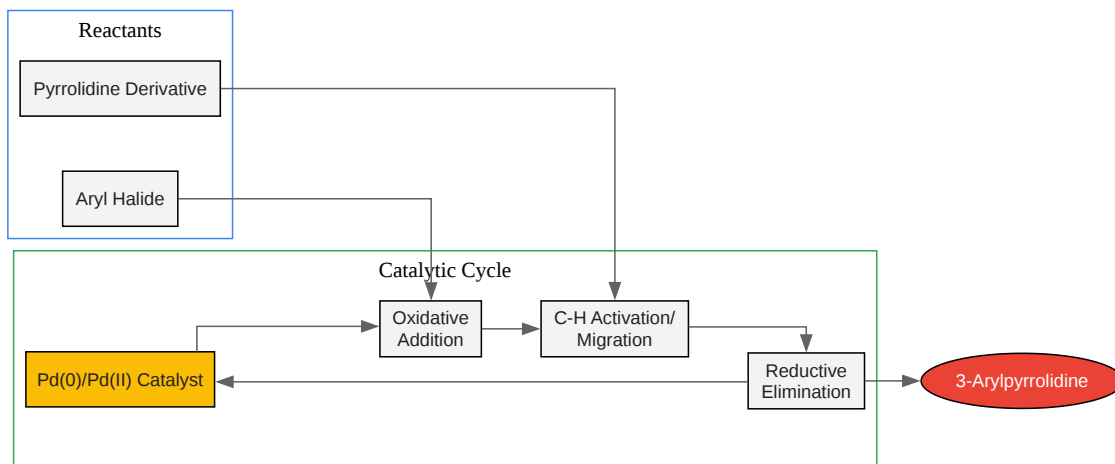 Reactants
Pyrrolidine Derivative
Aryl Halide
Catalytic Cycle
Oxidative
Addition
C-H Activation/
Migration
Pd(0)/Pd(II) Catalyst
Reductive
Elimination
3-Arylpyrrolidine